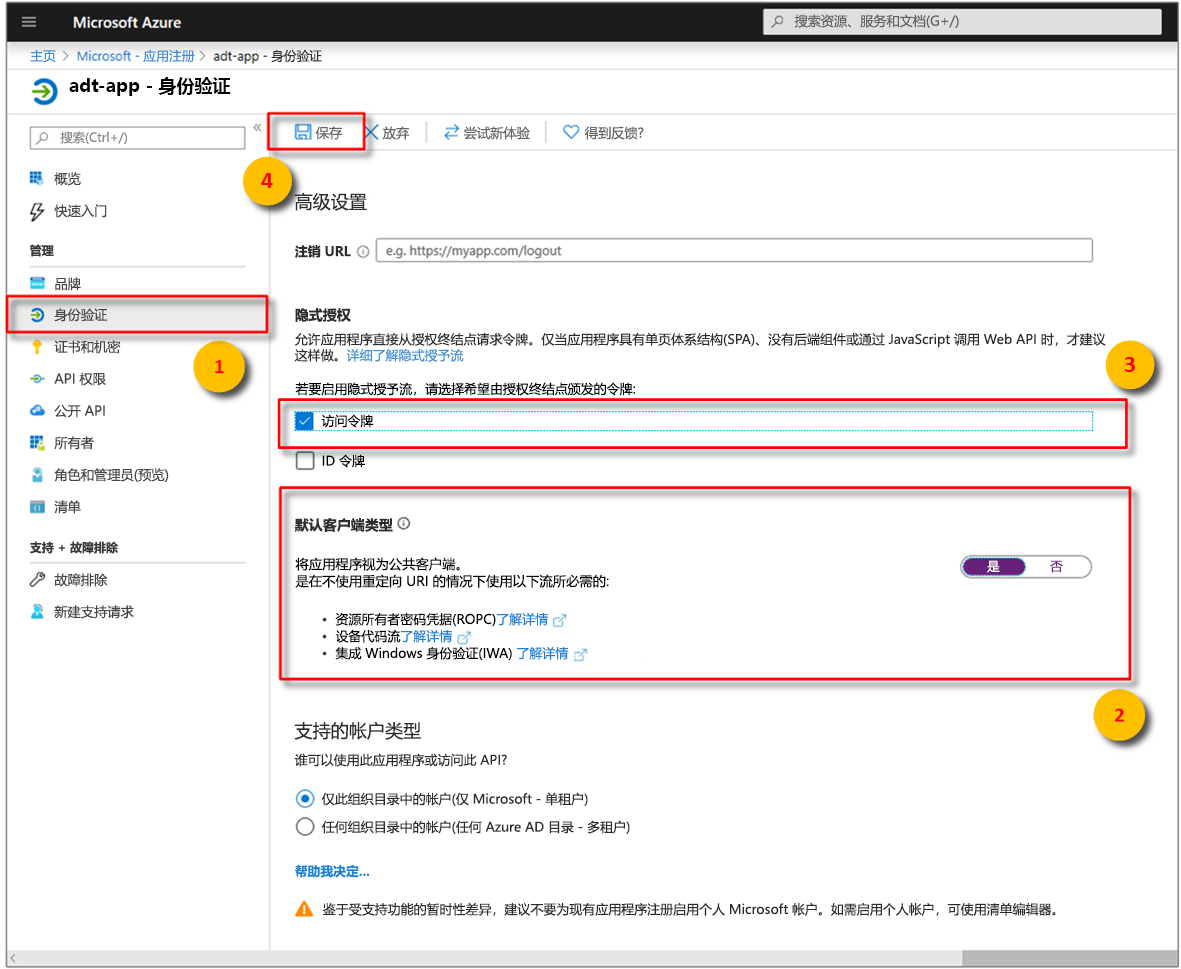 Microsoft Azure
搜索资源、服务和文档(G+/)
主页 > Microsoft - 应用注册 > adt-app - 身份验证
adt-app - 身份验证
搜索(Ctrl+/)
«
保存
放弃
尝试新体验
得到反馈?
概览
快速入门
管理
品牌
身份验证
证书和机密
API 权限
公开 API
所有者
角色和管理员(预览)
清单
支持 + 故障排除
故障排除
新建支持请求
1
4
高级设置
注销 URL
e.g. https://myapp.com/logout
隐式授权
允许应用程序直接从授权终结点请求令牌。仅当应用程序具有单页体系结构(SPA)、没有后端组件或通过 JavaScript 调用 Web API 时，才建议
这样做。详细了解隐式授予流
3
若要启用隐式授予流，请选择希望由授权终结点颁发的令牌:
访问令牌
ID 令牌
默认客户端类型
将应用程序视为公共客户端。
是在不使用重定向 URI 的情况下使用以下流所必需的:
是
否
• 资源所有者密码凭据(ROPC)了解详情
• 设备代码流了解详情
• 集成 Windows 身份验证(IWA) 了解详情
2
支持的帐户类型
谁可以使用此应用程序或访问此 API?
仅此组织目录中的帐户(仅 Microsoft - 单租户)
任何组织目录中的帐户(任何 Azure AD 目录 - 多租户)
帮助我决定...
鉴于受支持功能的暂时性差异，建议不要为现有应用程序注册启用个人 Microsoft 帐户。如需启用个人帐户，可使用清单编辑器。